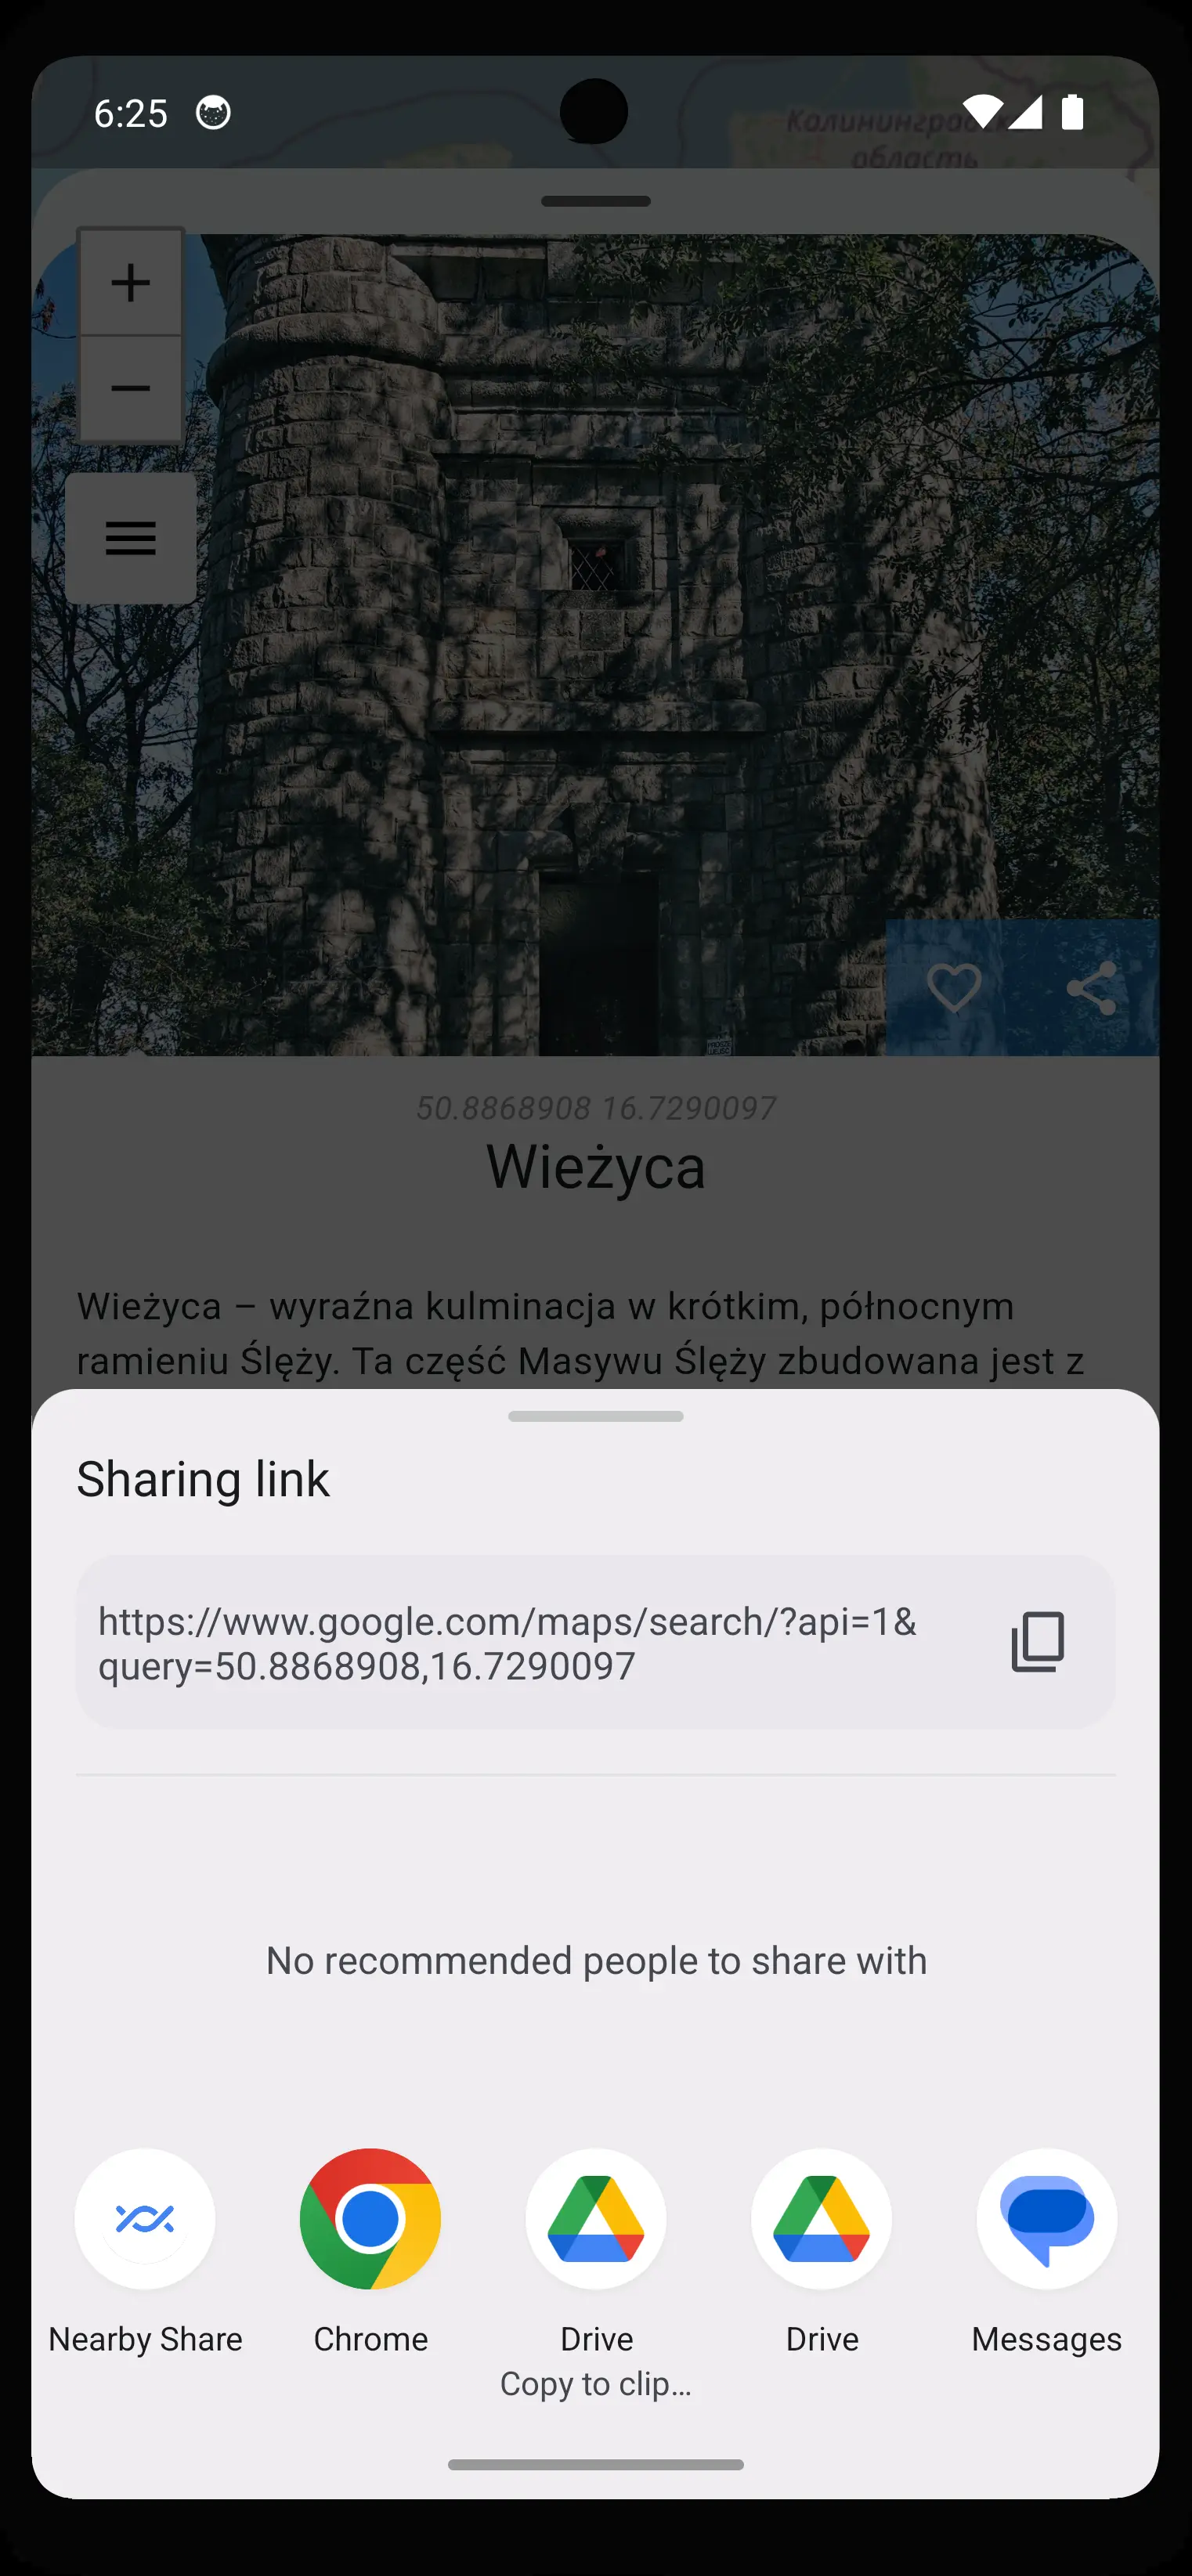 6:25
Калининград
область
50.8868908 16.7290097
Wieżyca
Wieżyca – wyraźna kulminacja w krótkim, północnym
ramieniu Ślęży. Ta część Masywu Ślęży zbudowana jest z
Sharing link
https://www.google.com/maps/search/?api=1&
query=50.8868908,16.7290097
No recommended people to share with
Nearby Share
Chrome
Drive
Drive
Messages
Copy to clip…